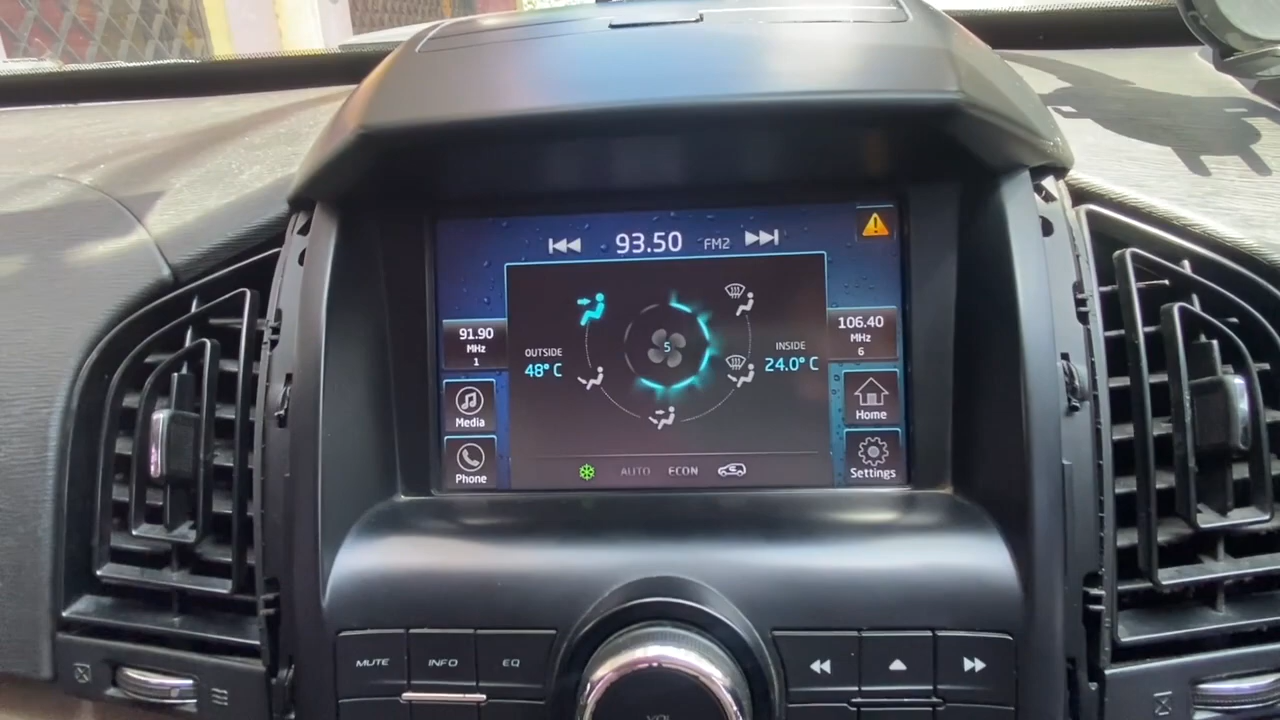 93.50 FM2
91.90
MHz
1
106.40
MHz
6
OUTSIDE
48° C
5
INSIDE
24.0° C
Media
Home
Phone
Settings
AUTO ECON
MUTE INFO EQ
VOL